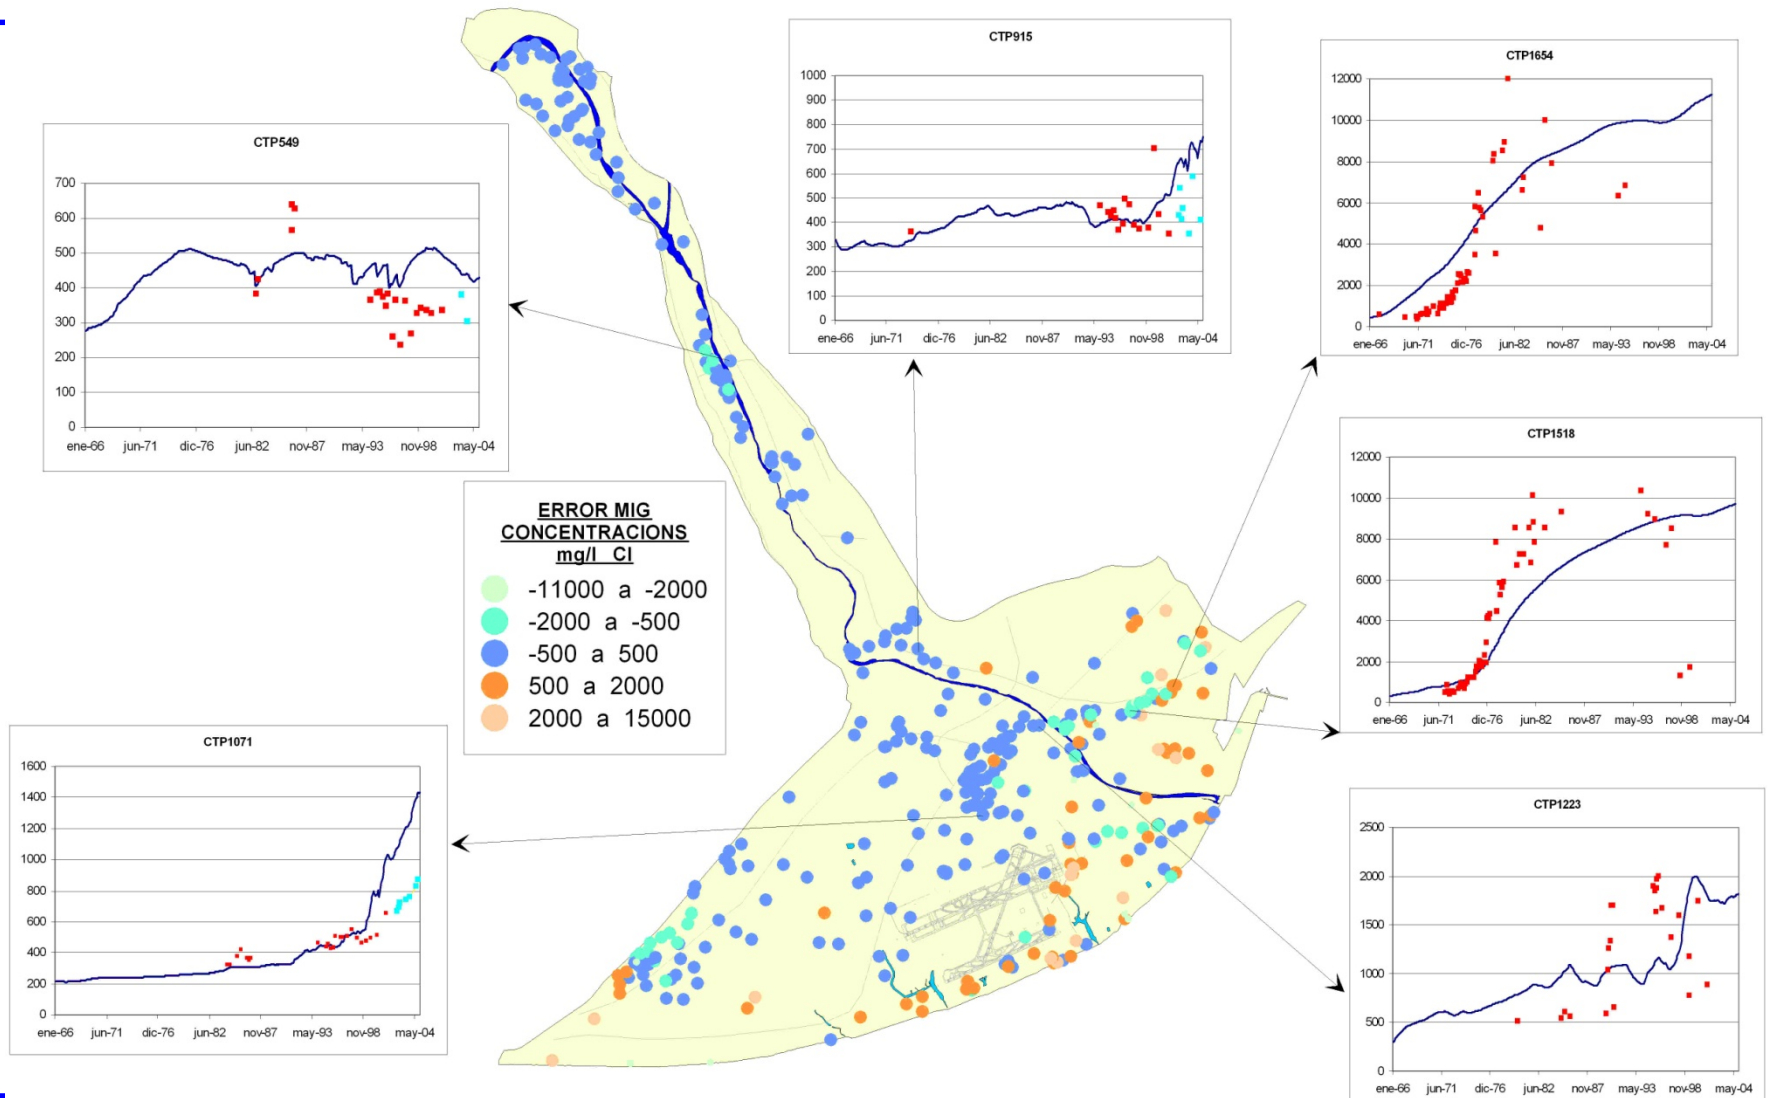 CTP915
1000
900
800
700
600
500
400
300
200
100
0
ene-66 jun-71 dic-76 jun-82 nov-87 may-93 nov-98 may-04
CTP1654
12000
10000
8000
6000
4000
2000
0
ene-66 jun-71 dic-76 jun-82 nov-87 may-93 nov-98 may-04
CTP549
700
600
500
400
300
200
100
0
ene-66 jun-71 dic-76 jun-82 nov-87 may-93 nov-98 may-04
CTP1518
12000
10000
8000
6000
4000
2000
0
ene-66 jun-71 dic-76 jun-82 nov-87 may-93 nov-98 may-04
ERROR MIG
CONCENTRACIONS
mg/l Cl
-11000 a -2000
-2000 a -500
-500 a 500
500 a 2000
2000 a 15000
CTP1071
1600
1400
1200
1000
800
600
400
200
0
ene-66 jun-71 dic-76 jun-82 nov-87 may-93 nov-98 may-04
CTP1223
2500
2000
1500
1000
500
0
ene-66 jun-71 dic-76 jun-82 nov-87 may-93 nov-98 may-04